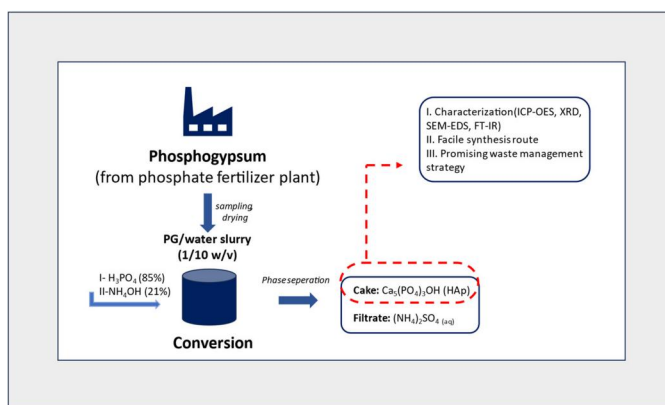 Phosphogypsum
(from phosphate fertilizer plant)
sampling,
drying
PG/water slurry
(1/10 w/v)
I- H₃PO₄ (85%)
II-NH₄OH (21%)
Conversion
Phase seperation
I. Characterization(ICP-OES, XRD,
SEM-EDS, FT-IR)
II. Facile synthesis route
III. Promising waste management
strategy
Cake: Ca₅(PO₄)₃OH (HAp)
Filtrate: (NH₄)₂SO₄ (aq)